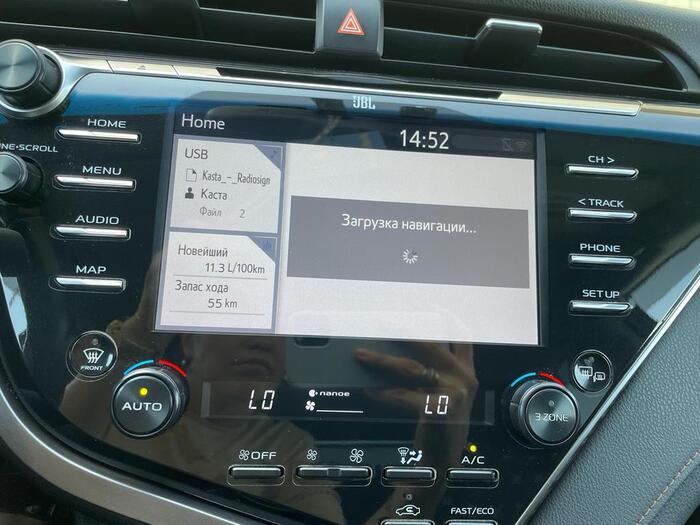 JBL
HOME
Home
14:52
CH >
TUNE•SCROLL
USB
Kasta_-_Radiosign
Каста
Файл 2
MENU
< TRACK
AUDIO
Загрузка навигации...
PHONE
Новейший
11.3 L/100km
Запас хода
55 km
MAP
SETUP
FRONT
AUTO
LO
nanoe
LO
3 ZONE
OFF
A/C
FAST/ECO